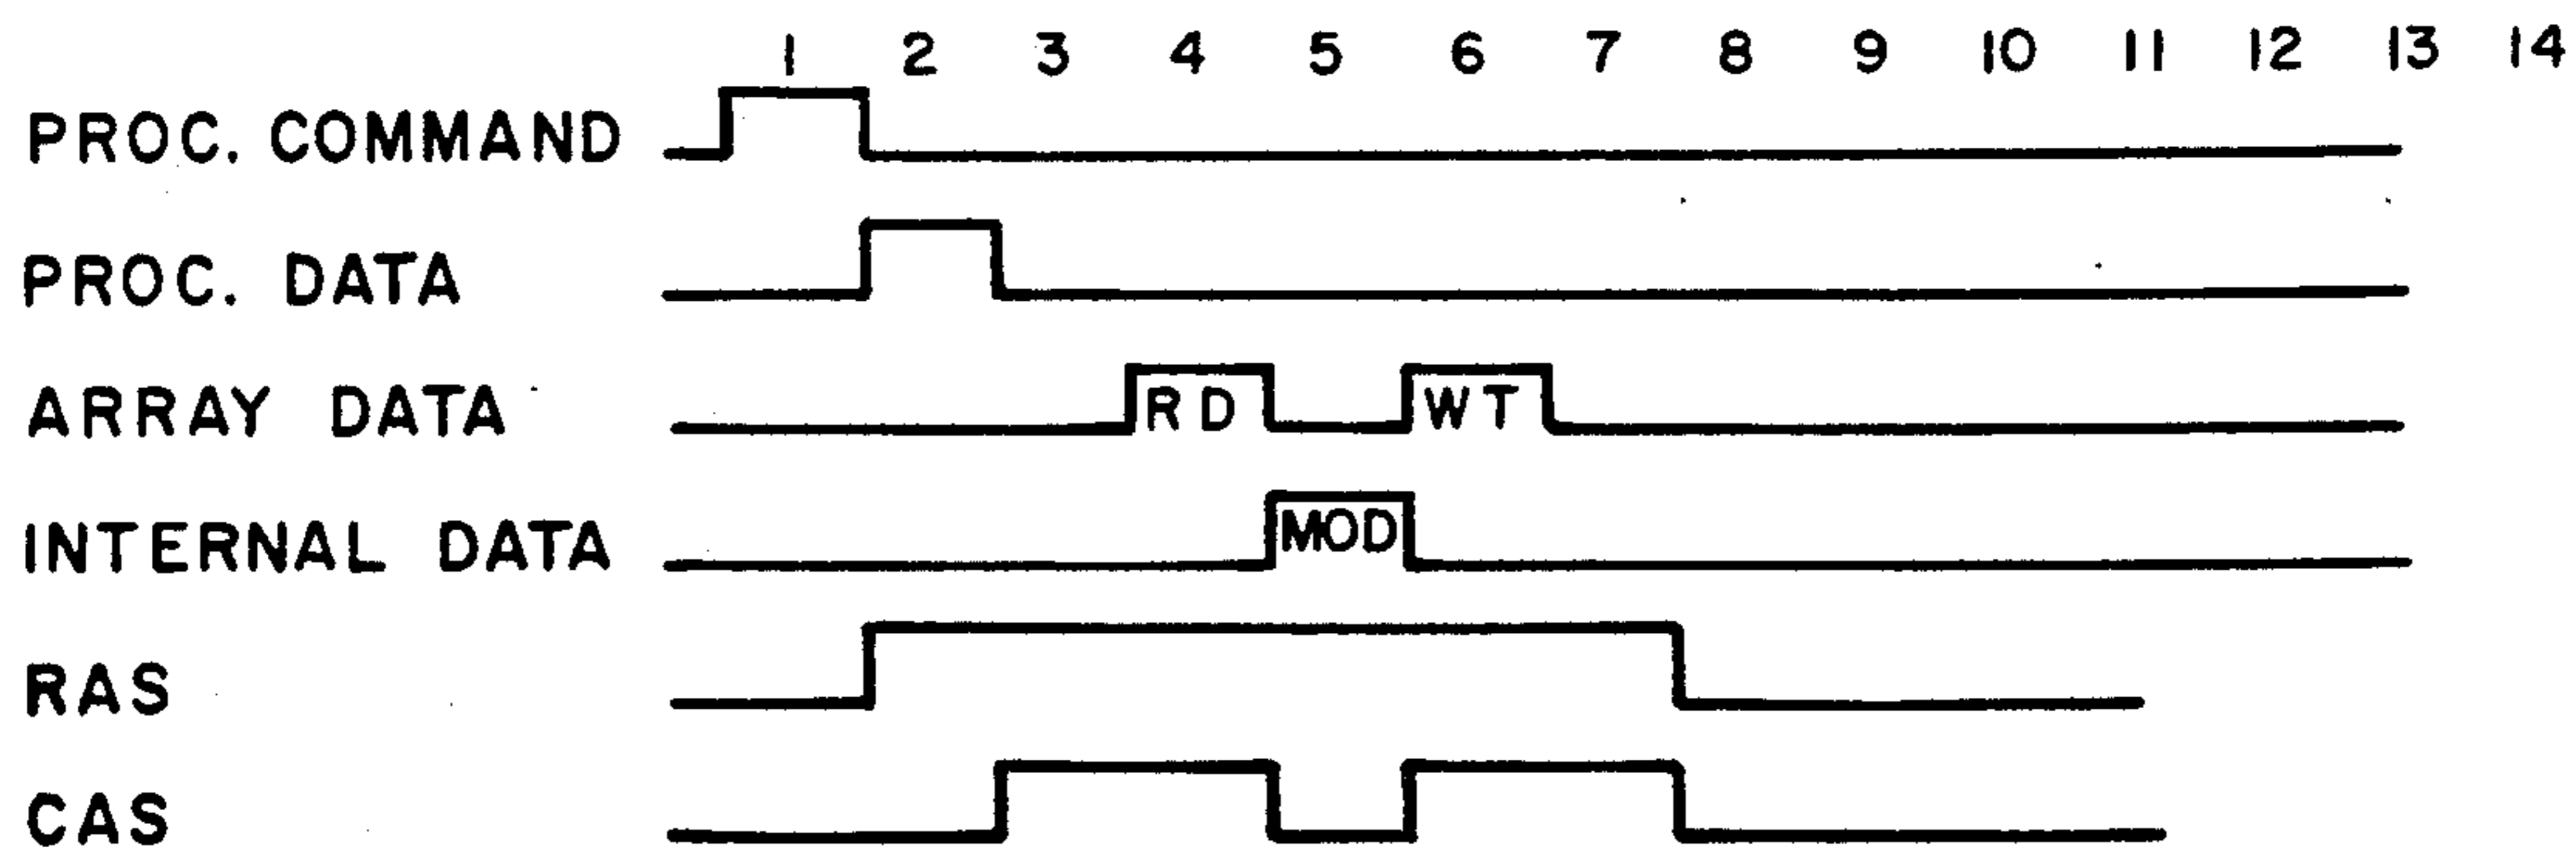 1 2 3 4 5 6 7 8 9 10 11 12 13 14
PROC. COMMAND
PROC. DATA
ARRAY DATA RD WT
INTERNAL DATA MOD
RAS
CAS